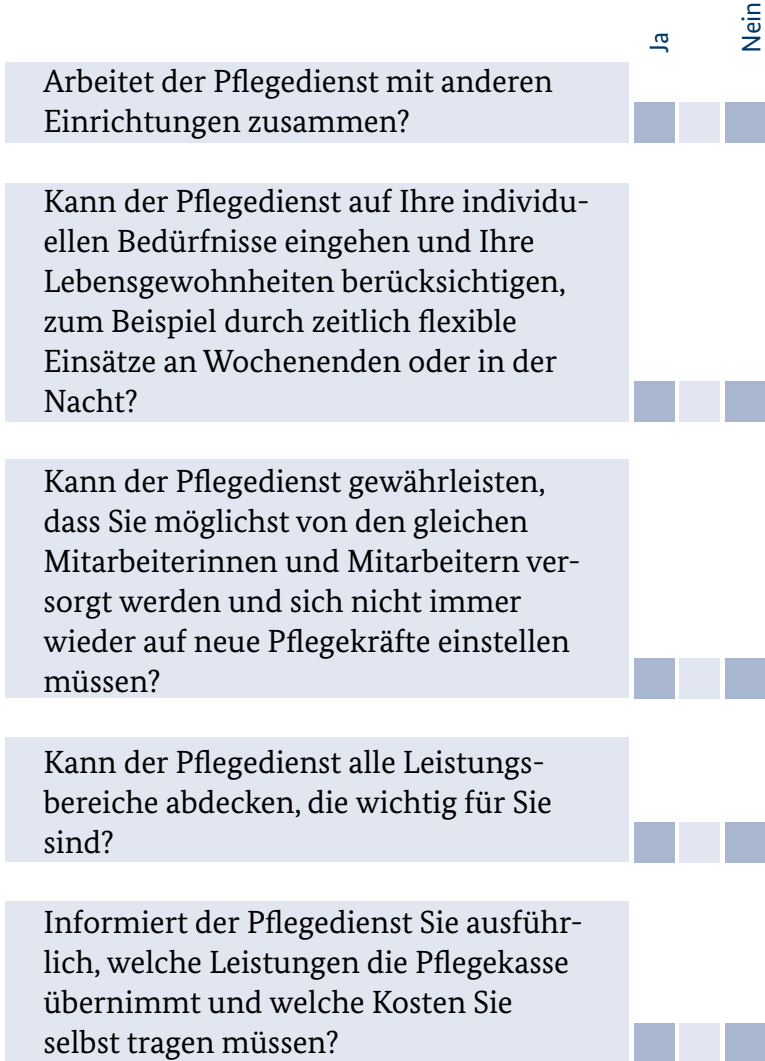 Ja
Nein
Arbeitet der Pflegedienst mit anderen
Einrichtungen zusammen?
Kann der Pflegedienst auf Ihre individu-
ellen Bedürfnisse eingehen und Ihre
Lebensgewohnheiten berücksichtigen,
zum Beispiel durch zeitlich flexible
Einsätze an Wochenenden oder in der
Nacht?
Kann der Pflegedienst gewährleisten,
dass Sie möglichst von den gleichen
Mitarbeiterinnen und Mitarbeitern ver-
sorgt werden und sich nicht immer
wieder auf neue Pflegekräfte einstellen
müssen?
Kann der Pflegedienst alle Leistungs-
bereiche abdecken, die wichtig für Sie
sind?
Informiert der Pflegedienst Sie ausführ-
lich, welche Leistungen die Pflegekasse
übernimmt und welche Kosten Sie
selbst tragen müssen?